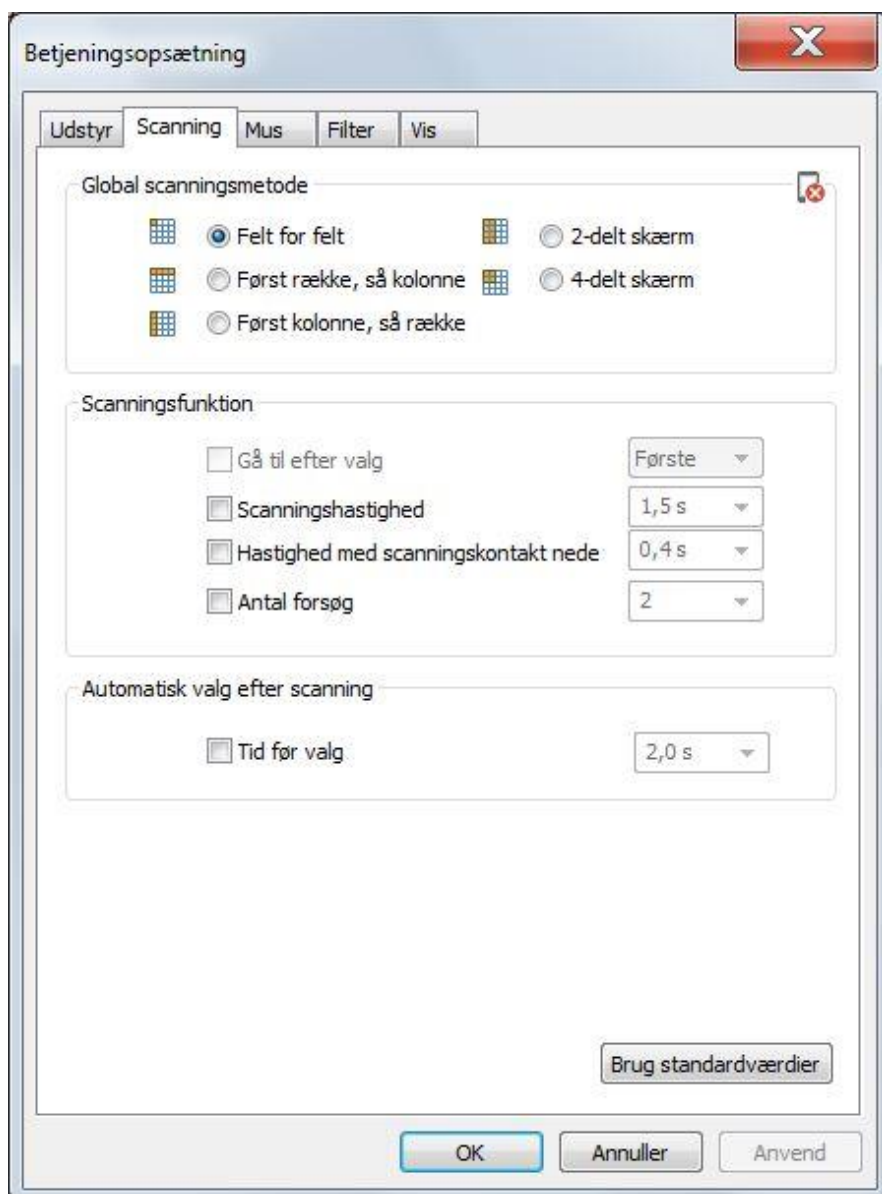 Betjeningsopsætning
Udstyr Scanning Mus Filter Vis
Global scanningsmetode
Felt for felt 2-delt skærm
Først række, så kolonne 4-delt skærm
Først kolonne, så række
Scanningsfunktion
Gå til efter valg Første
Scanningshastighed 1,5 s
Hastighed med scanningskontakt nede 0,4 s
Antal forsøg 2
Automatisk valg efter scanning
Tid før valg 2,0 s
Brug standardværdier
OK Annuller Anvend